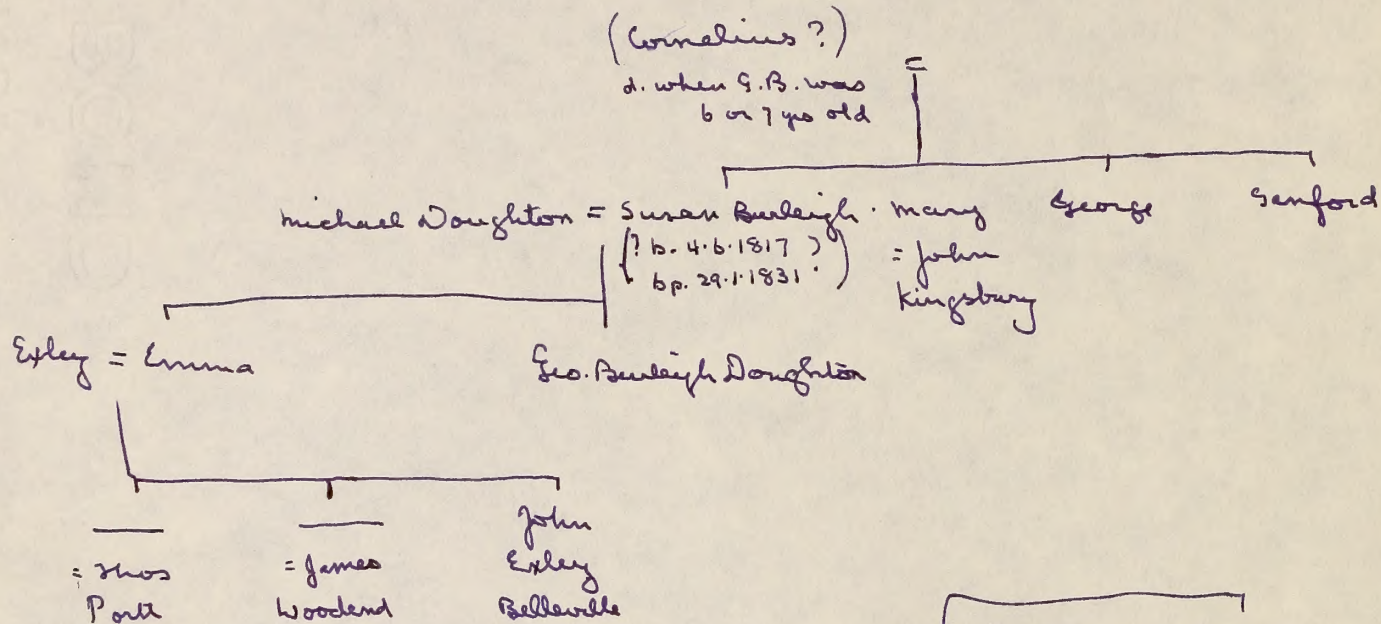 (Cornelius ?)
=
d. when G.B. was
6 or 7 yrs old
Michael Doughton = Susan Burleigh · Mary George Sanford
(? b. 4.6.1817 ?)
bp. 29.1.1831
= John
Kingsbury
Exley = Emma
Geo. Burleigh Doughton
John
= Thos = James Exley
Woodend Belleville